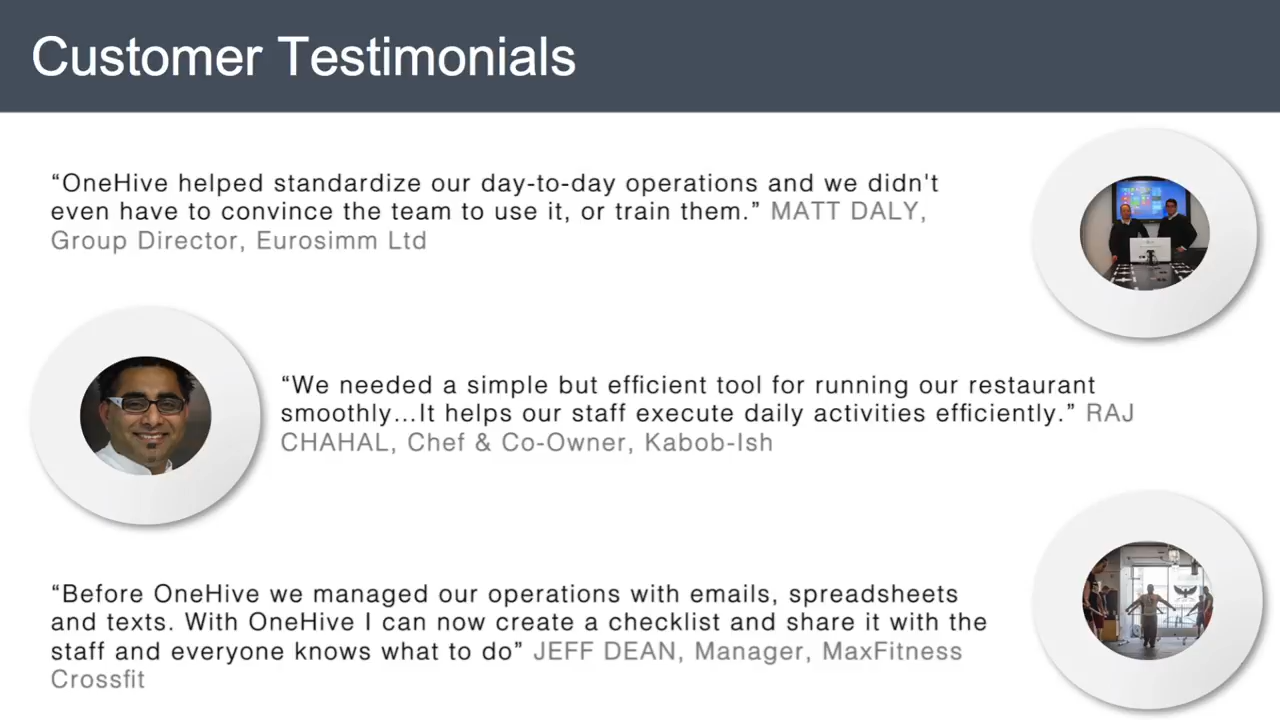 Customer Testimonials
“OneHive helped standardize our day-to-day operations and we didn't
even have to convince the team to use it, or train them.” MATT DALY,
Group Director, Eurosimm Ltd
“We needed a simple but efficient tool for running our restaurant
smoothly...It helps our staff execute daily activities efficiently.” RAJ
CHAHAL, Chef & Co-Owner, Kabob-Ish
“Before OneHive we managed our operations with emails, spreadsheets
and texts. With OneHive I can now create a checklist and share it with the
staff and everyone knows what to do” JEFF DEAN, Manager, MaxFitness
Crossfit